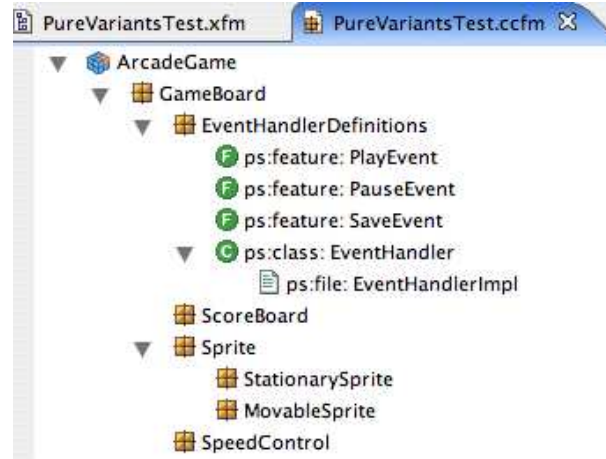 PureVariantsTest.xfm PureVariantsTest.ccfm
ArcadeGame
GameBoard
EventHandlerDefinitions
F ps:feature: PlayEvent
F ps:feature: PauseEvent
F ps:feature: SaveEvent
C ps:class: EventHandler
ps:file: EventHandlerImpl
ScoreBoard
Sprite
StationarySprite
MovableSprite
SpeedControl